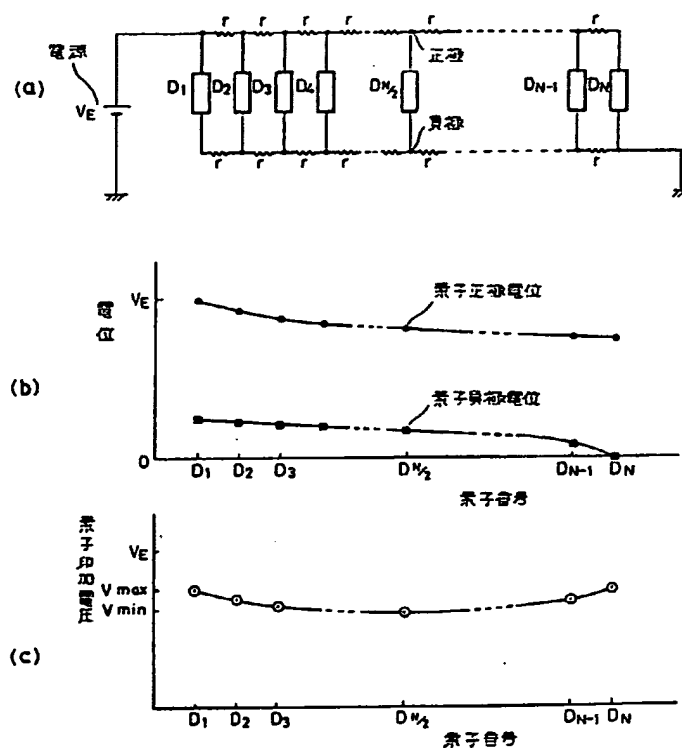 (a)
電源
VE
r r r r r r r
D1 D2 D3 D4 DN/2 DN-1 DN
正極
負極
r r r r r r
(b)
電位
VE
0
素子正極電位
素子負極電位
D1 D2 D3 DN/2 DN-1 DN
素子番号
(c)
素子印加電圧
VE
V max
V min
D1 D2 D3 DN/2 DN-1 DN
素子番号